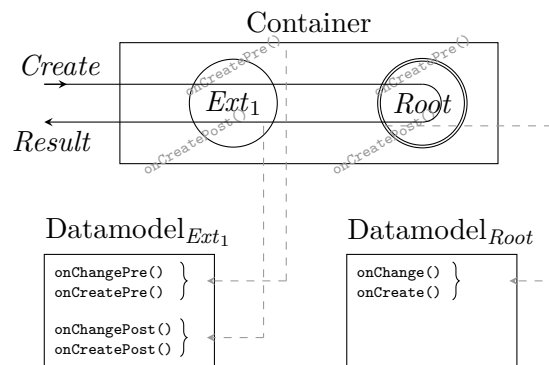 Container
onCreatePre()
onCreatePre()
Create
Ext1
Root
Result
onCreatePost()
onCreatePost()
DatamodelExt1
DatamodelRoot
onChangePre()
onCreatePre()
onChangePost()
onCreatePost()
onChange()
onCreate()